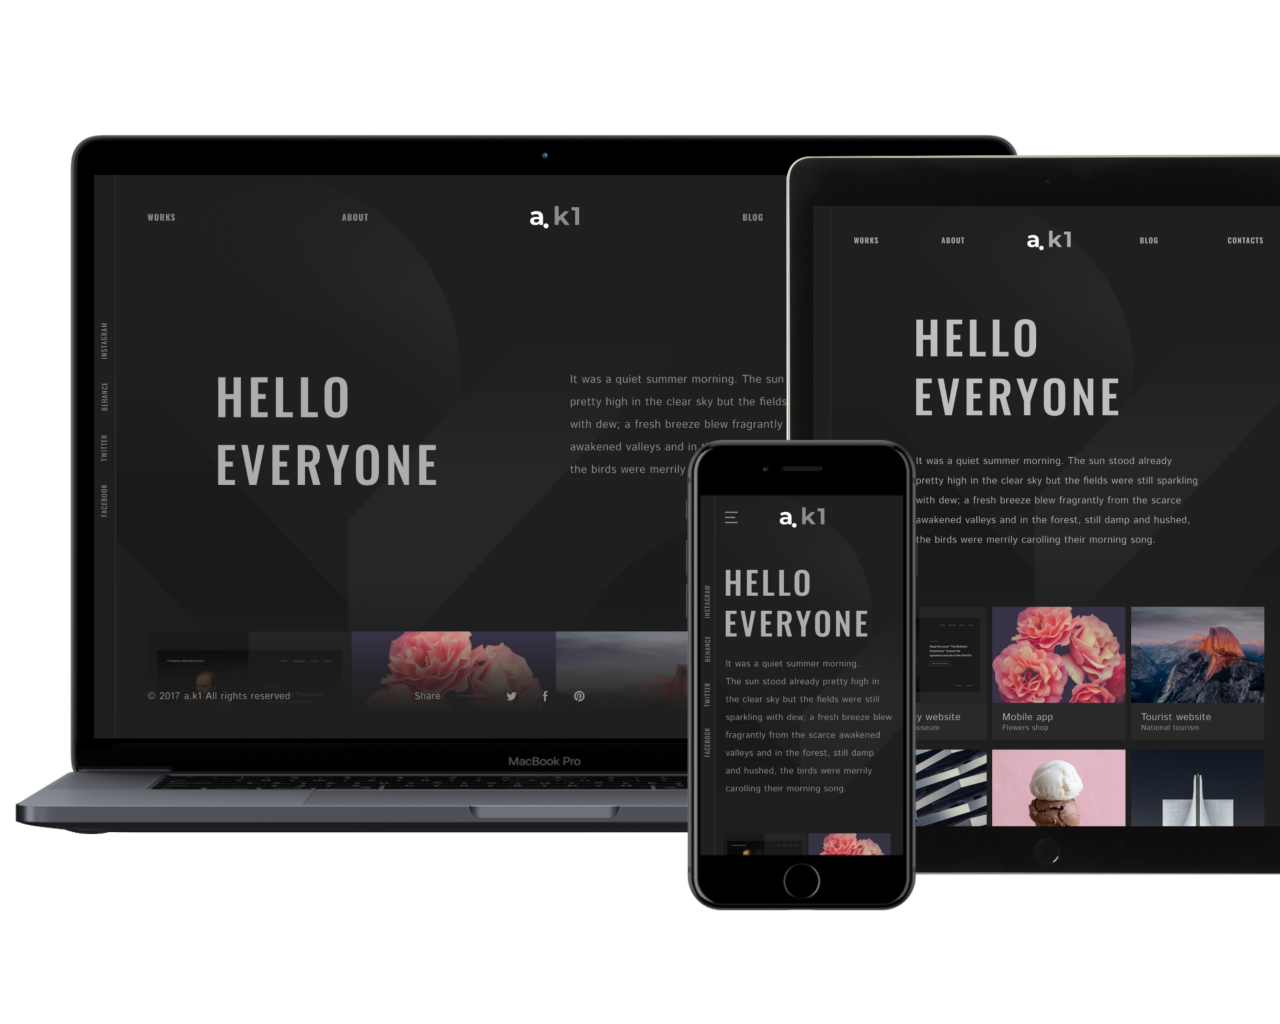 WORKS
ABOUT
a.k1
BLOG
INSTAGRAM
BEHANCE
TWITTER
FACEBOOK
HELLO
EVERYONE
It was a quiet summer morning. The sun
pretty high in the clear sky but the fields
with dew; a fresh breeze blew fragrantly
awakened valleys and in
the birds were merrily
© 2017 a.k1 All rights reserved
Share
MacBook Pro
WORKS
ABOUT
a.k1
BLOG
CONTACTS
HELLO
EVERYONE
It was a quiet summer morning. The sun stood already
pretty high in the clear sky but the fields were still sparkling
with dew; a fresh breeze blew fragrantly from the scarce
awakened valleys and in the forest, still damp and hushed,
the birds were merrily carolling their morning song.
website
Mobile app
Flowers shop
Tourist website
National tourism
a.k1
INSTAGRAM
BEHANCE
TWITTER
FACEBOOK
HELLO
EVERYONE
It was a quiet summer morning.
The sun stood already pretty high in
the clear sky but the fields were still
sparkling with dew; a fresh breeze blew
fragrantly from the scarce awakened
valleys and in the forest, still damp
and hushed, the birds were merrily
carolling their morning song.